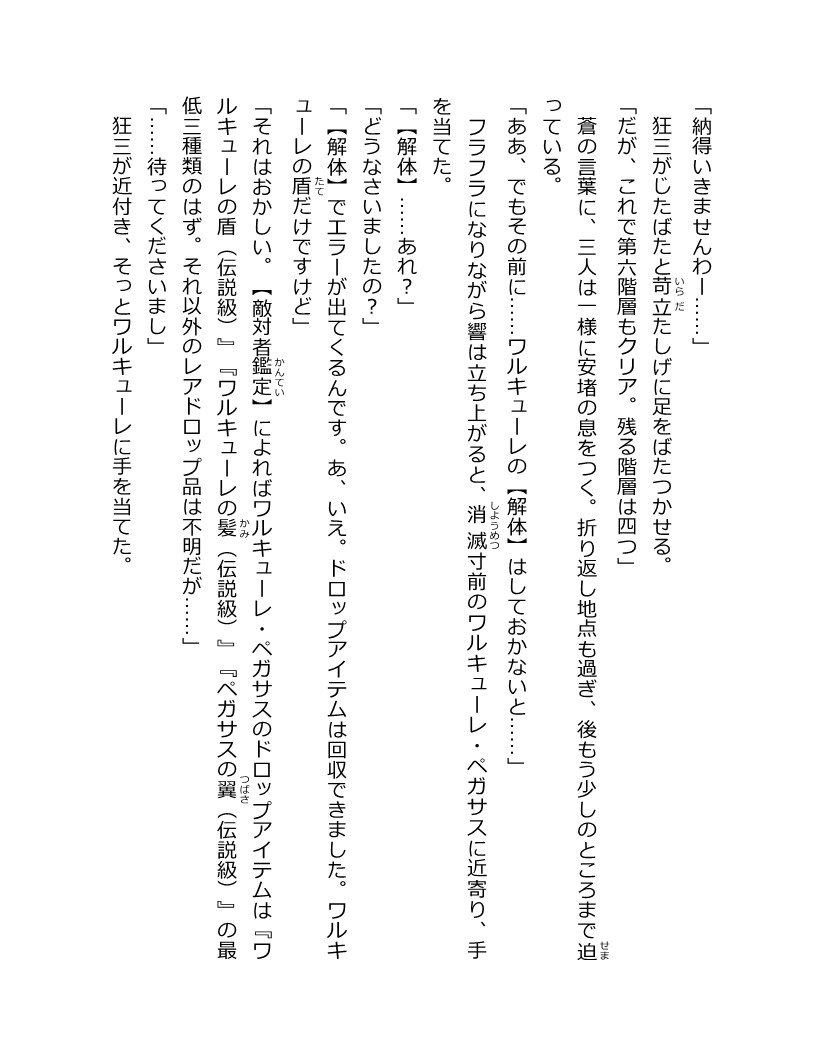 「納得いきませんわー……」
　狂三がじたばたと苛立たしげに足をばたつかせる。
「だが、これで第六階層もクリア。残る階層は四つ」
　蒼の言葉に、三人は一様に安堵の息をつく。折り返し地点も過ぎ、後もう少しのところまで迫
っている。
「ああ、でもその前に……ワルキューレの【解体】はしておかないと……」
　フラフラになりながら響は立ち上がると、消滅寸前のワルキューレ・ペガサスに近寄り、手
を当てた。
「【解体】……あれ？」
「どうなさいましたの？」
「【解体】でエラーが出てくるんです。あ、いえ。ドロップアイテムは回収できました。ワルキ
ューレの盾だけですけど」
「それはおかしい。【敵対者鑑定】によればワルキューレ・ペガサスのドロップアイテムは『ワ
ルキューレの盾（伝説級）』『ワルキューレの髪（伝説級）』『ペガサスの翼（伝説級）』の最
低三種類のはず。それ以外のレアドロップ品は不明だが……」
「……待ってくださいまし」
　狂三が近付き、そっとワルキューレに手を当てた。